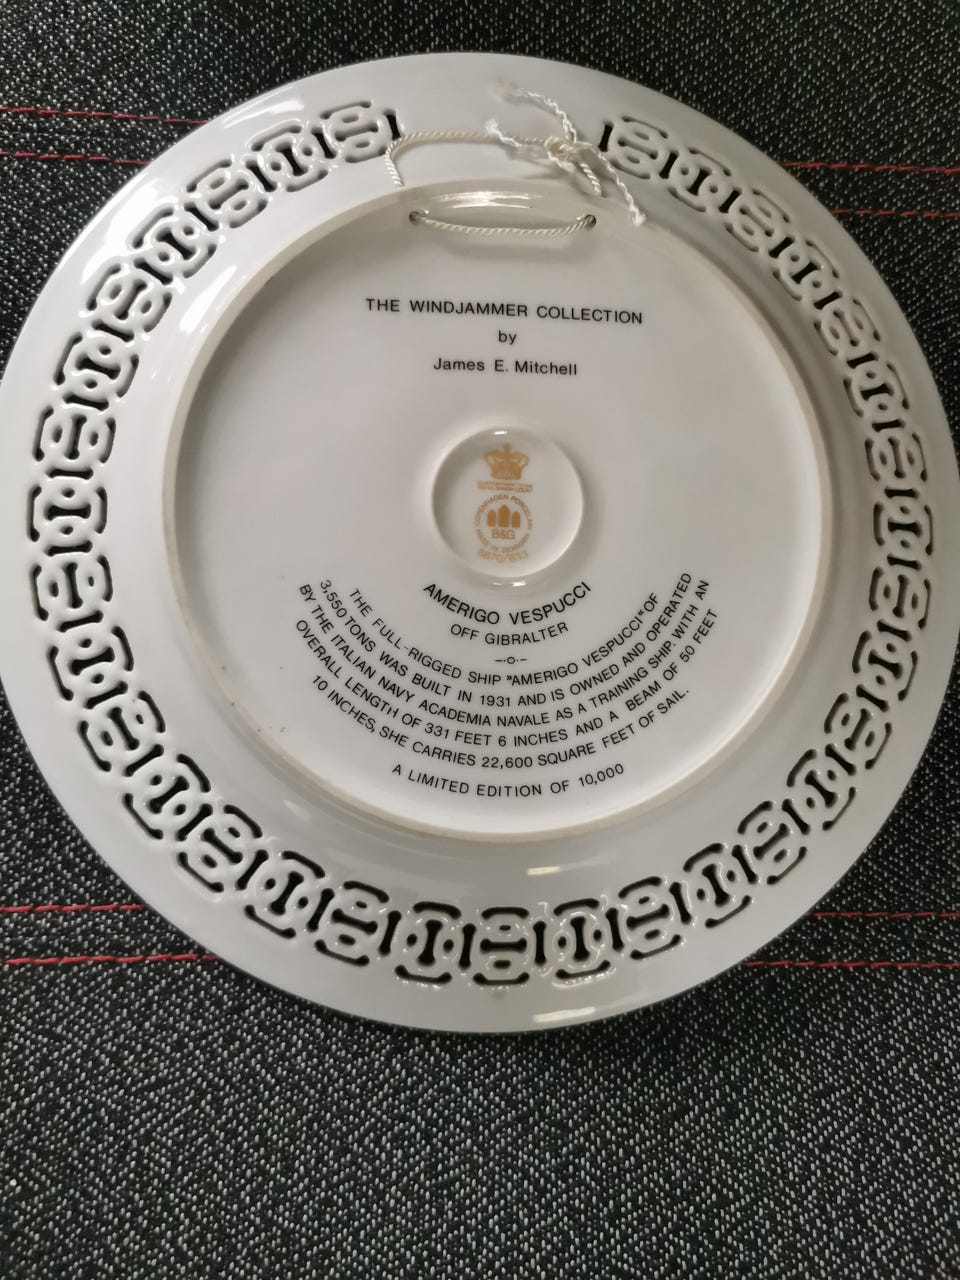 THE WINDJAMMER COLLECTION
by
James E. Mitchell
COPENHAGEN PORCELAIN
B&G
MADE IN DENMARK
AMERIGO VESPUCCI
OFF GIBRALTER
THE FULL-RIGGED SHIP "AMERIGO VESPUCCI" OF
3,550 TONS WAS BUILT IN 1931 AND IS OWNED AND OPERATED
BY THE ITALIAN NAVY ACADEMIA NAVALE AS A TRAINING SHIP. WITH AN
OVERALL LENGTH OF 331 FEET 6 INCHES AND A BEAM OF 50 FEET
10 INCHES, SHE CARRIES 22,600 SQUARE FEET OF SAIL.
A LIMITED EDITION OF 10,000